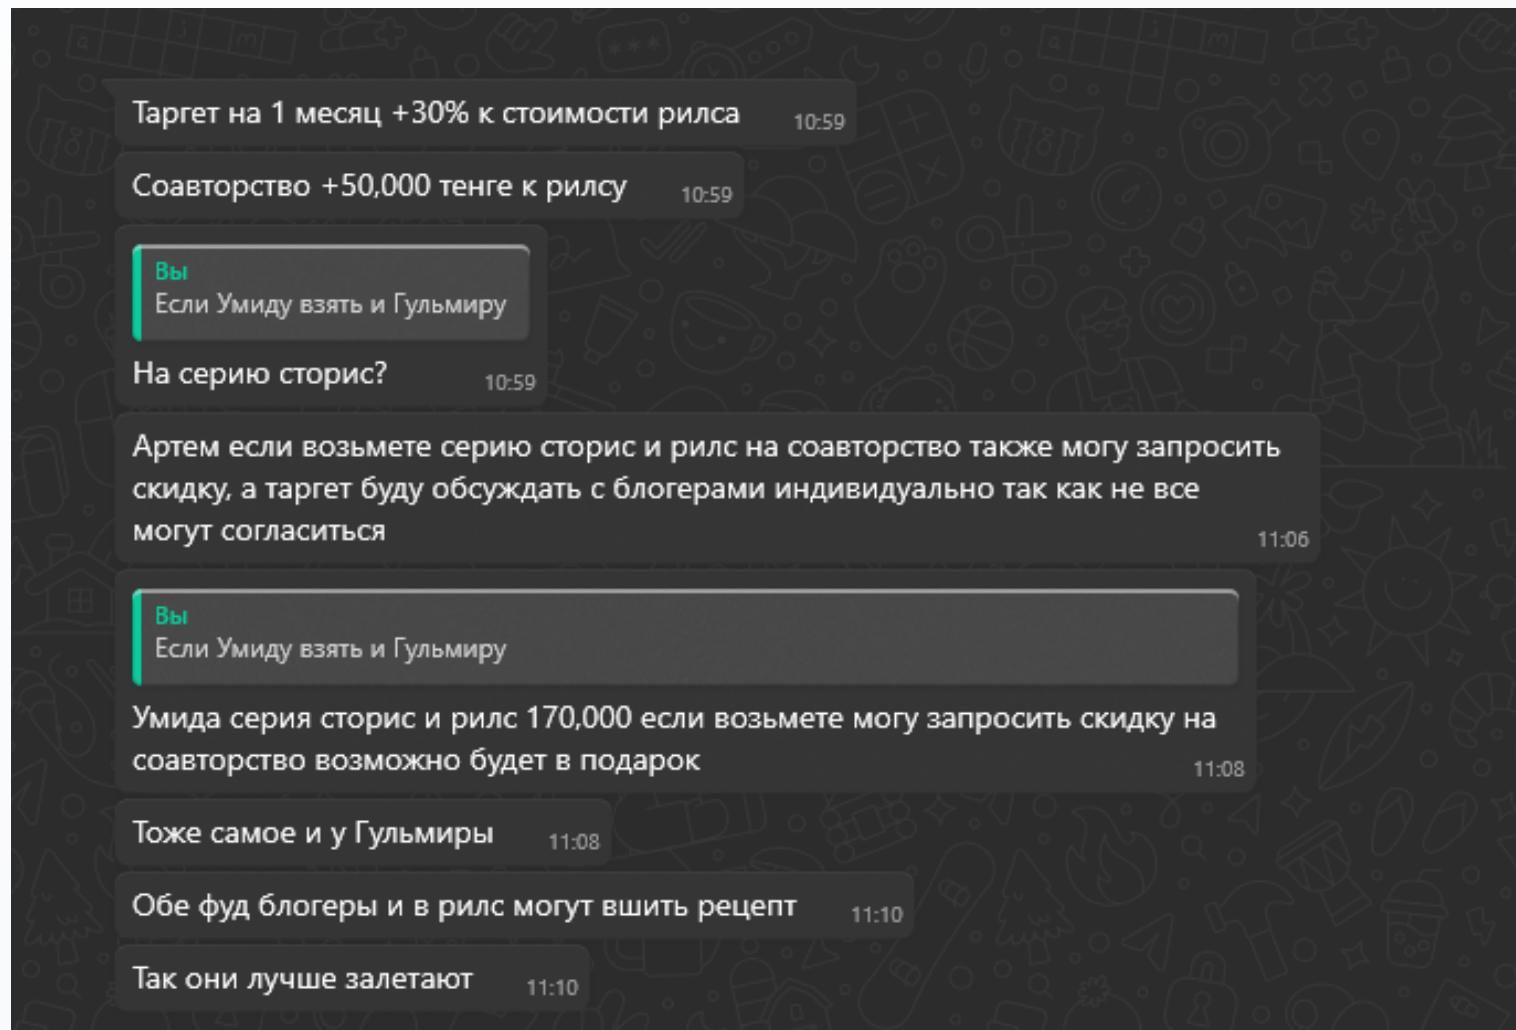 Таргет на 1 месяц +30% к стоимости рилса 10:59
Соавторство +50,000 тенге к рилсу 10:59
Вы
Если Умиду взять и Гульмиру
На серию сторис? 10:59
Артем если возьмете серию сторис и рилс на соавторство также могу запросить
скидку, а таргет буду обсуждать с блогерами индивидуально так как не все
могут согласиться 11:06
Вы
Если Умиду взять и Гульмиру
Умида серия сторис и рилс 170,000 если возьмете могу запросить скидку на
соавторство возможно будет в подарок 11:08
Тоже самое и у Гульмиры 11:08
Обе фуд блогеры и в рилс могут вшить рецепт 11:10
Так они лучше залетают 11:10